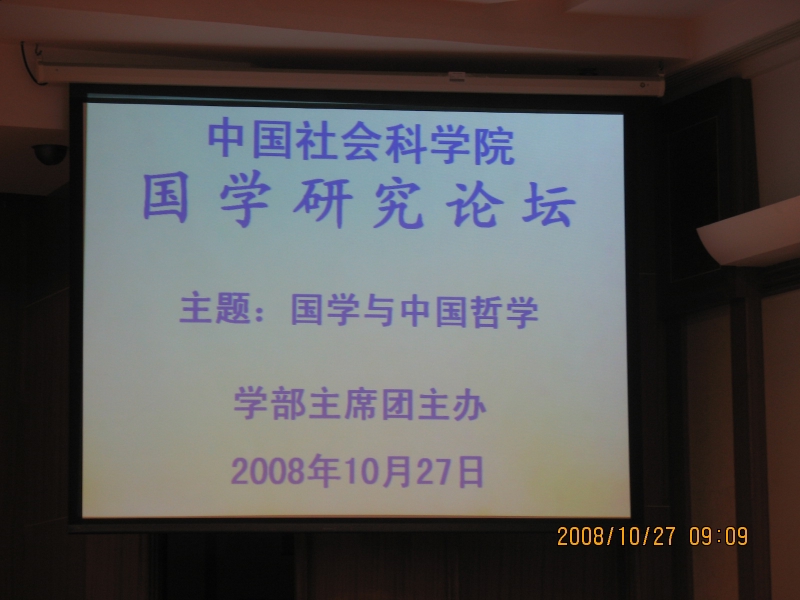 中国社会科学院
国学研究论坛
主题：国学与中国哲学
学部主席团主办
2008年10月27日
2008/10/27 09:09